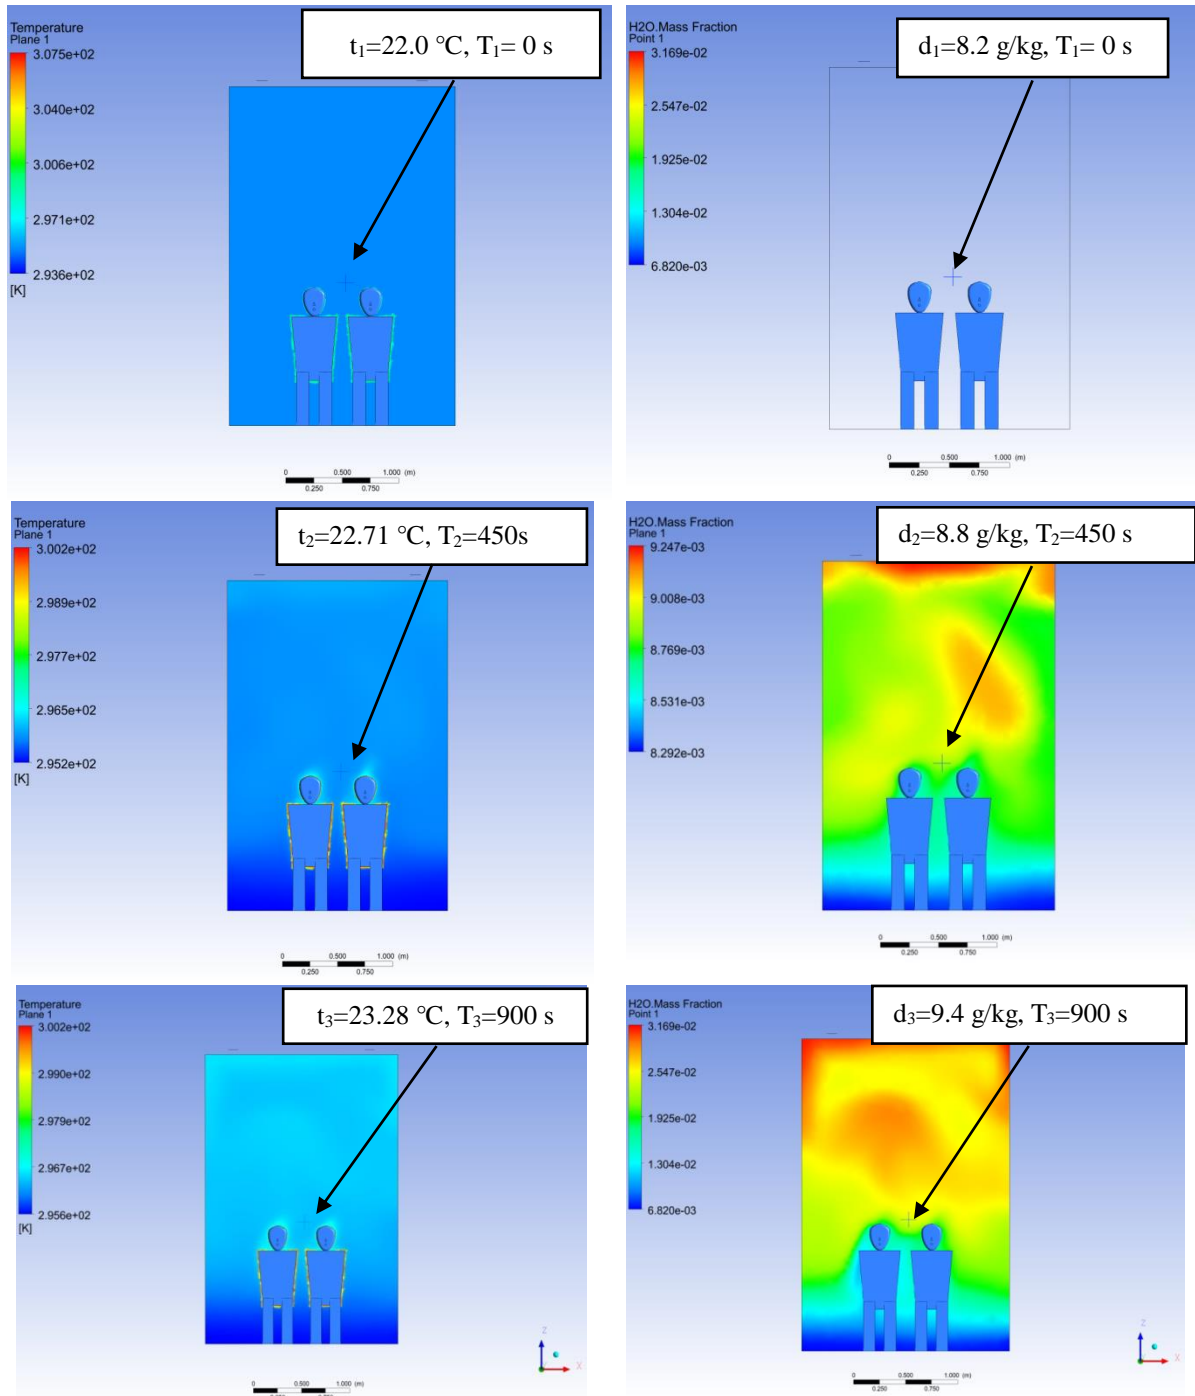 Temperature
Plane 1
3.075e+02
3.040e+02
3.006e+02
2.971e+02
2.936e+02
[K]
t₁=22.0 ℃, T₁= 0 s
0 0.500 1.000 (m)
0.250 0.750
H2O.Mass Fraction
Point 1
3.169e-02
2.547e-02
1.925e-02
1.304e-02
6.820e-03
d₁=8.2 g/kg, T₁= 0 s
0 0.500 1.000 (m)
0.250 0.750
Temperature
Plane 1
3.002e+02
2.989e+02
2.977e+02
2.965e+02
2.952e+02
[K]
t₂=22.71 ℃, T₂=450s
0 0.500 1.000 (m)
0.250 0.750
H2O.Mass Fraction
Plane 1
9.247e-03
9.008e-03
8.769e-03
8.531e-03
8.292e-03
d₂=8.8 g/kg, T₂=450 s
0 0.500 1.000 (m)
0.250 0.750
Temperature
Plane 1
3.002e+02
2.990e+02
2.979e+02
2.967e+02
2.956e+02
[K]
t₃=23.28 ℃, T₃=900 s
0 0.500 1.000 (m)
0.250 0.750
Z
X
H2O.Mass Fraction
Point 1
3.169e-02
2.547e-02
1.925e-02
1.304e-02
6.820e-03
d₃=9.4 g/kg, T₃=900 s
0 0.500 1.000 (m)
0.250 0.750
Z
X